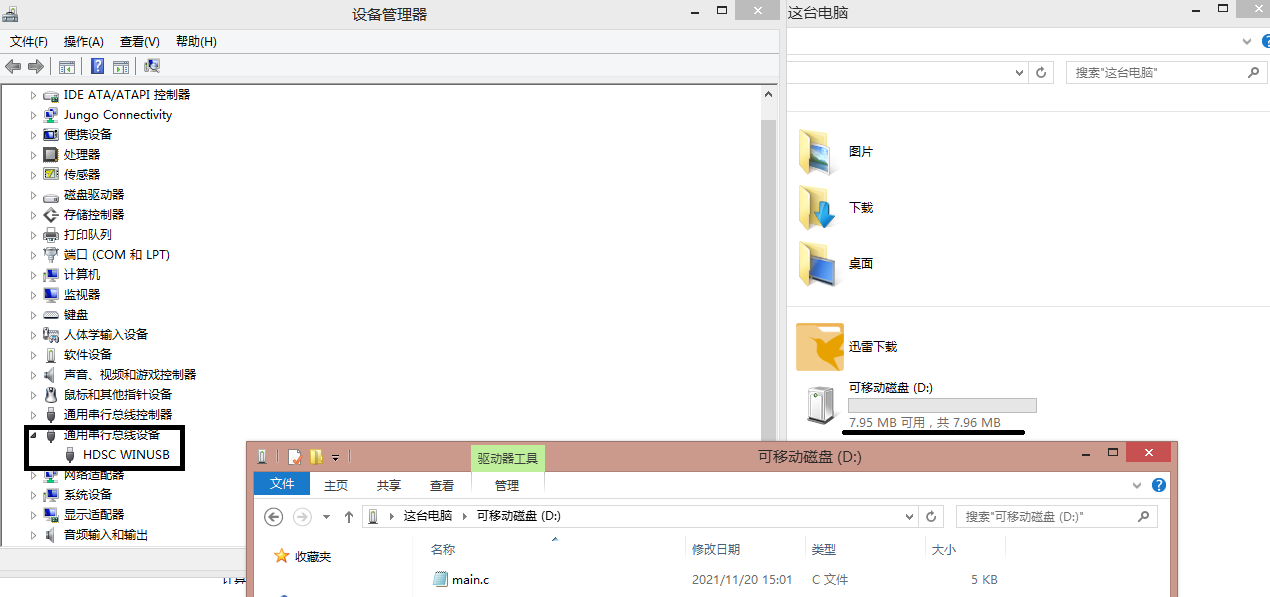 设备管理器
文件(F) 操作(A) 查看(V) 帮助(H)
IDE ATA/ATAPI 控制器
Jungo Connectivity
便携设备
处理器
传感器
磁盘驱动器
存储控制器
打印队列
端口 (COM 和 LPT)
计算机
监视器
键盘
人体学输入设备
软件设备
声音、视频和游戏控制器
鼠标和其他指针设备
通用串行总线控制器
通用串行总线设备
HDSC WINUSB
网络适配器
系统设备
显示适配器
音频输入和输出
这台电脑
搜索"这台电脑"
图片
下载
桌面
迅雷下载
可移动磁盘 (D:)
7.95 MB 可用，共 7.96 MB
驱动器工具
可移动磁盘 (D:)
文件 主页 共享 查看 管理
这台电脑 可移动磁盘 (D:)
搜索"可移动磁盘 (D:)"
收藏夹
名称 修改日期 类型 大小
main.c 2021/11/20 15:01 C 文件 5 KB